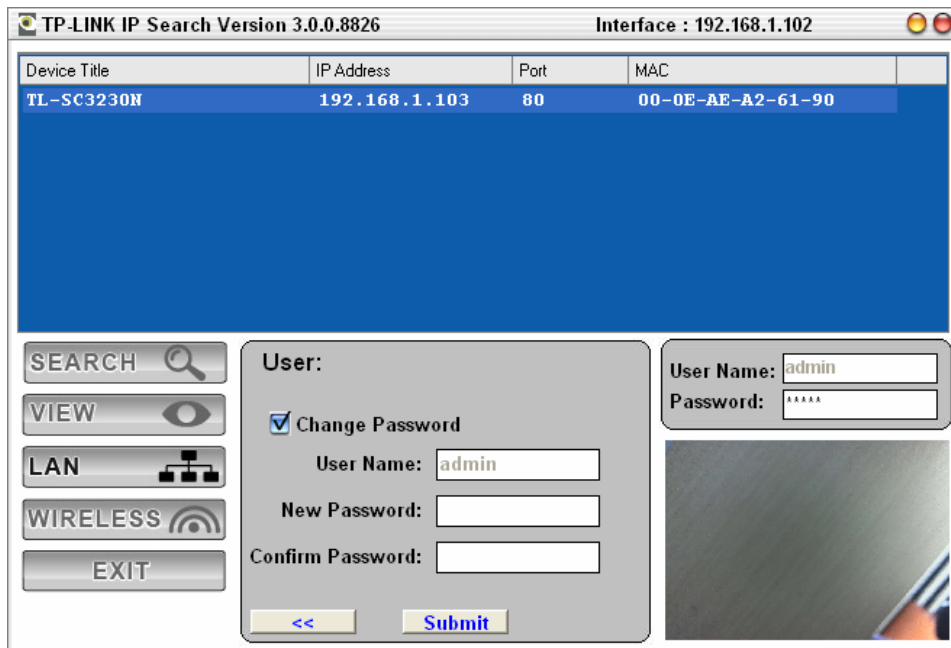 TP-LINK IP Search Version 3.0.0.8826 Interface : 192.168.1.102
Device Title IP Address Port MAC
TL-SC3230N 192.168.1.103 80 00-0E-AE-A2-61-90
SEARCH
VIEW
LAN
WIRELESS
EXIT
User:
Change Password
User Name: admin
New Password:
Confirm Password:
<< Submit
User Name: admin
Password: *****